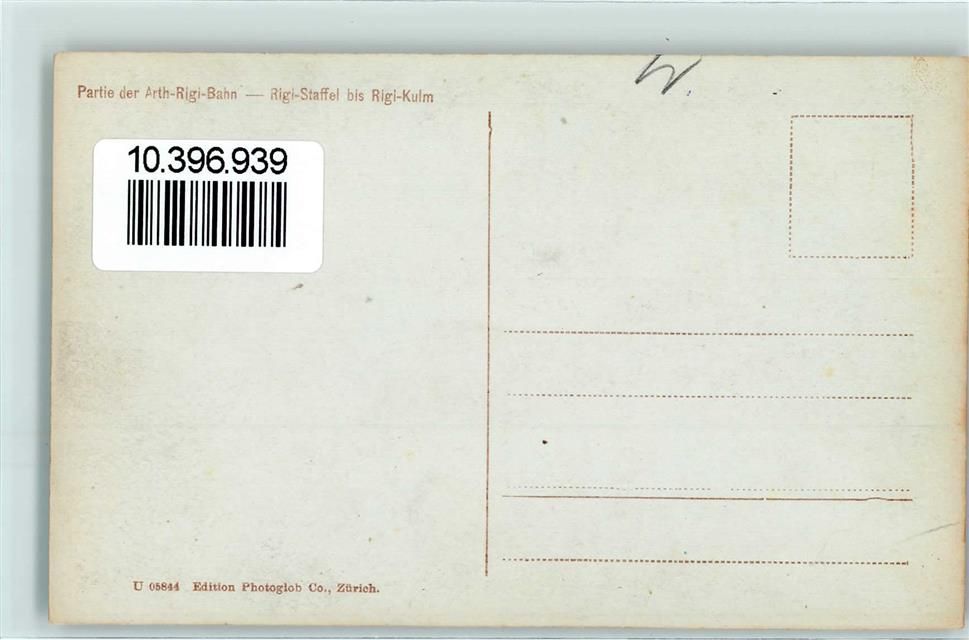 Partie der Arth-Rigi-Bahn — Rigi-Staffel bis Rigi-Kulm
10.396.939
U 05844 Edition Photoglob Co., Zürich.